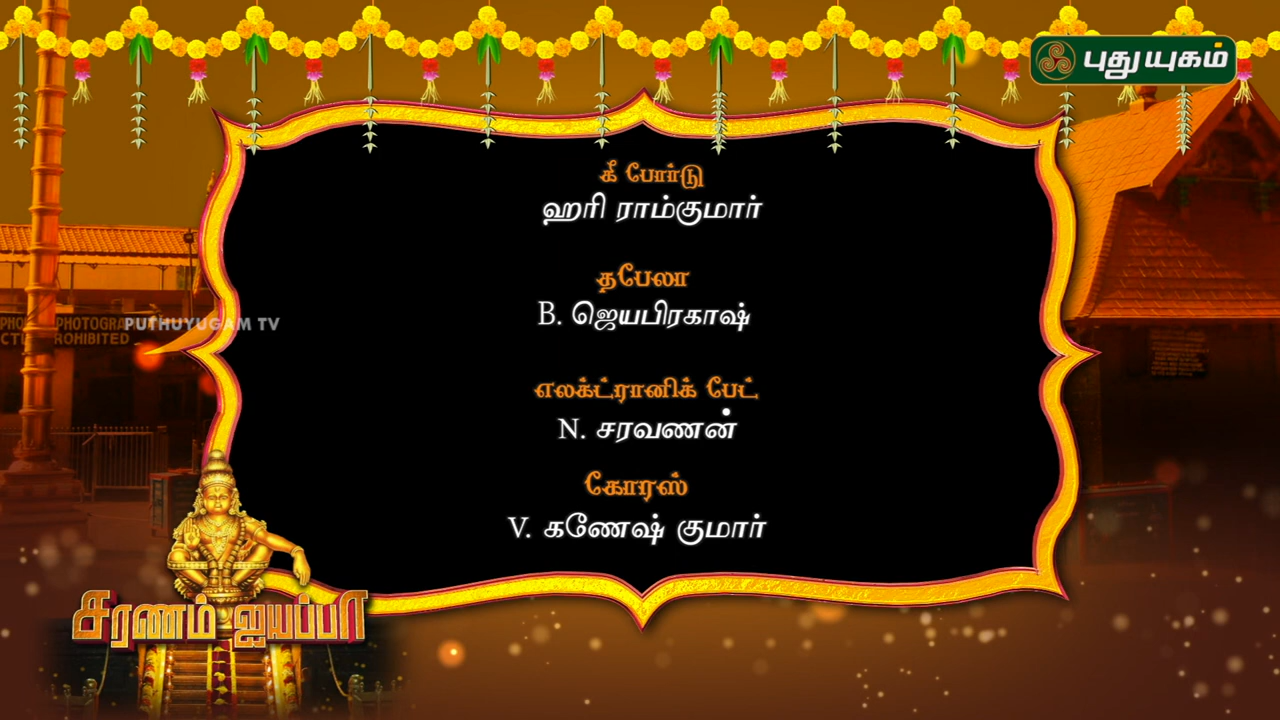 புதுயுகம்
கீ போர்டு
ஹரி ராம்குமார்
தபேலா
B. ஜெயபிரகாஷ்
PUTHUYUGAM TV
எலக்ட்ரானிக் பேட்
N. சரவணன்
கோரஸ்
V. கணேஷ் குமார்
சரணம் ஐயப்பா